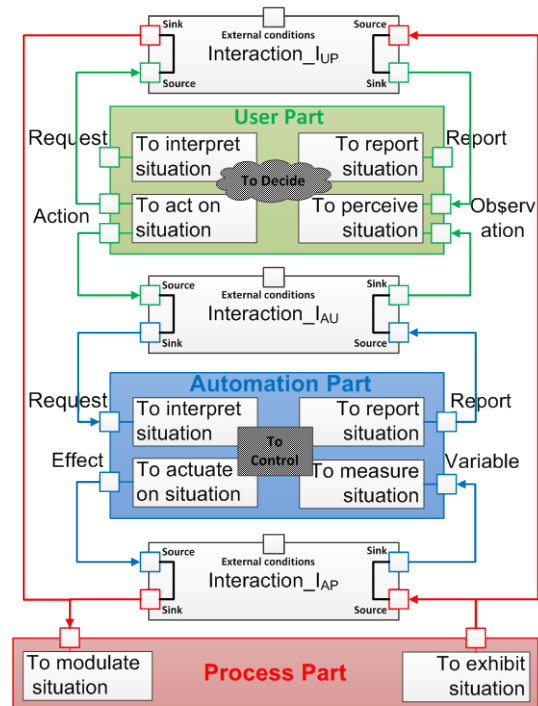 Sink
Source
External conditions
Interaction_I_UP
Source
Sink
User Part
Request
To interpret
situation
To report
situation
Report
To Decide
Action
To act on
situation
To perceive
situation
Observ
ation
Source
Sink
External conditions
Interaction_I_AU
Sink
Source
Automation Part
Request
To interpret
situation
To report
situation
Report
To
Control
Effect
To actuate
on situation
To measure
situation
Variable
Source
Sink
External conditions
Interaction_I_AP
Sink
Source
To modulate
situation
Process Part
To exhibit
situation